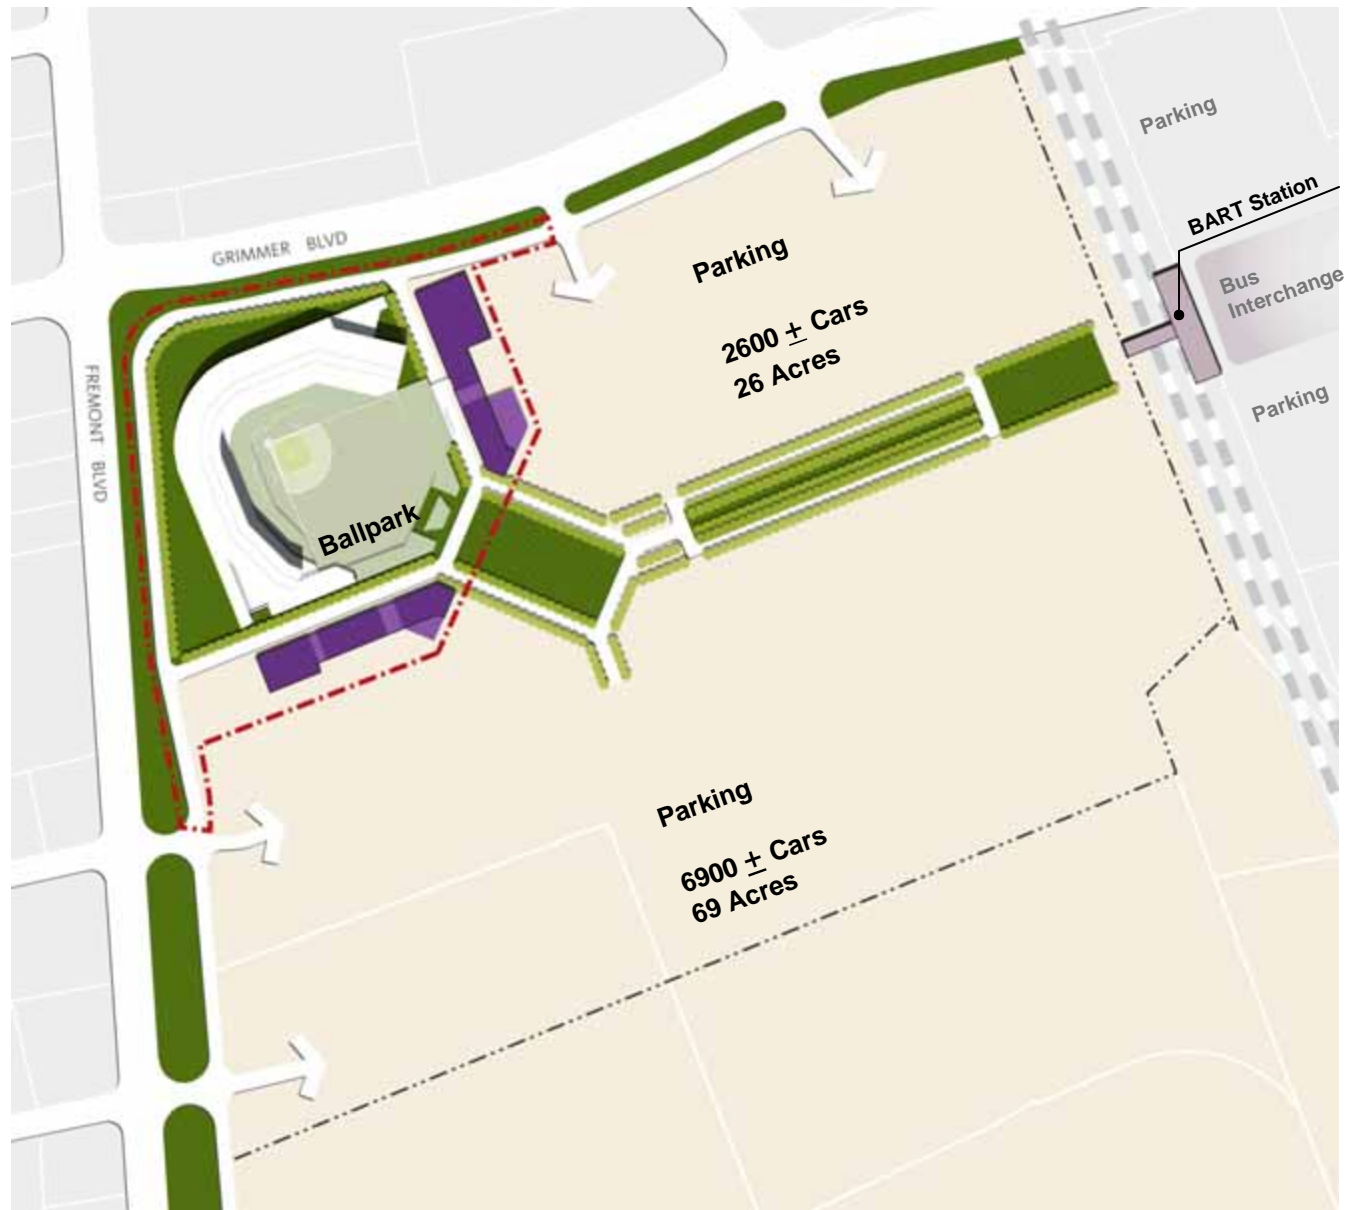 Parking
BART Station
GRIMMER BLVD
Parking
Bus
Interchange
2600 ± Cars
26 Acres
FREMONT BLVD
Parking
Ballpark
Parking
6900 ± Cars
69 Acres